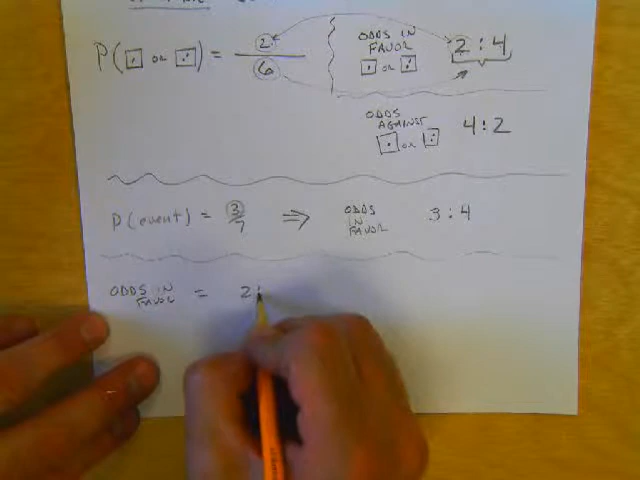 P( or ) = 2/6
ODDS IN FAVOR or 2 : 4
ODDS AGAINST or 4 : 2
P(event) = 3/7 ⇒ ODDS IN FAVOR 3 : 4
ODDS IN FAVOR = 2: